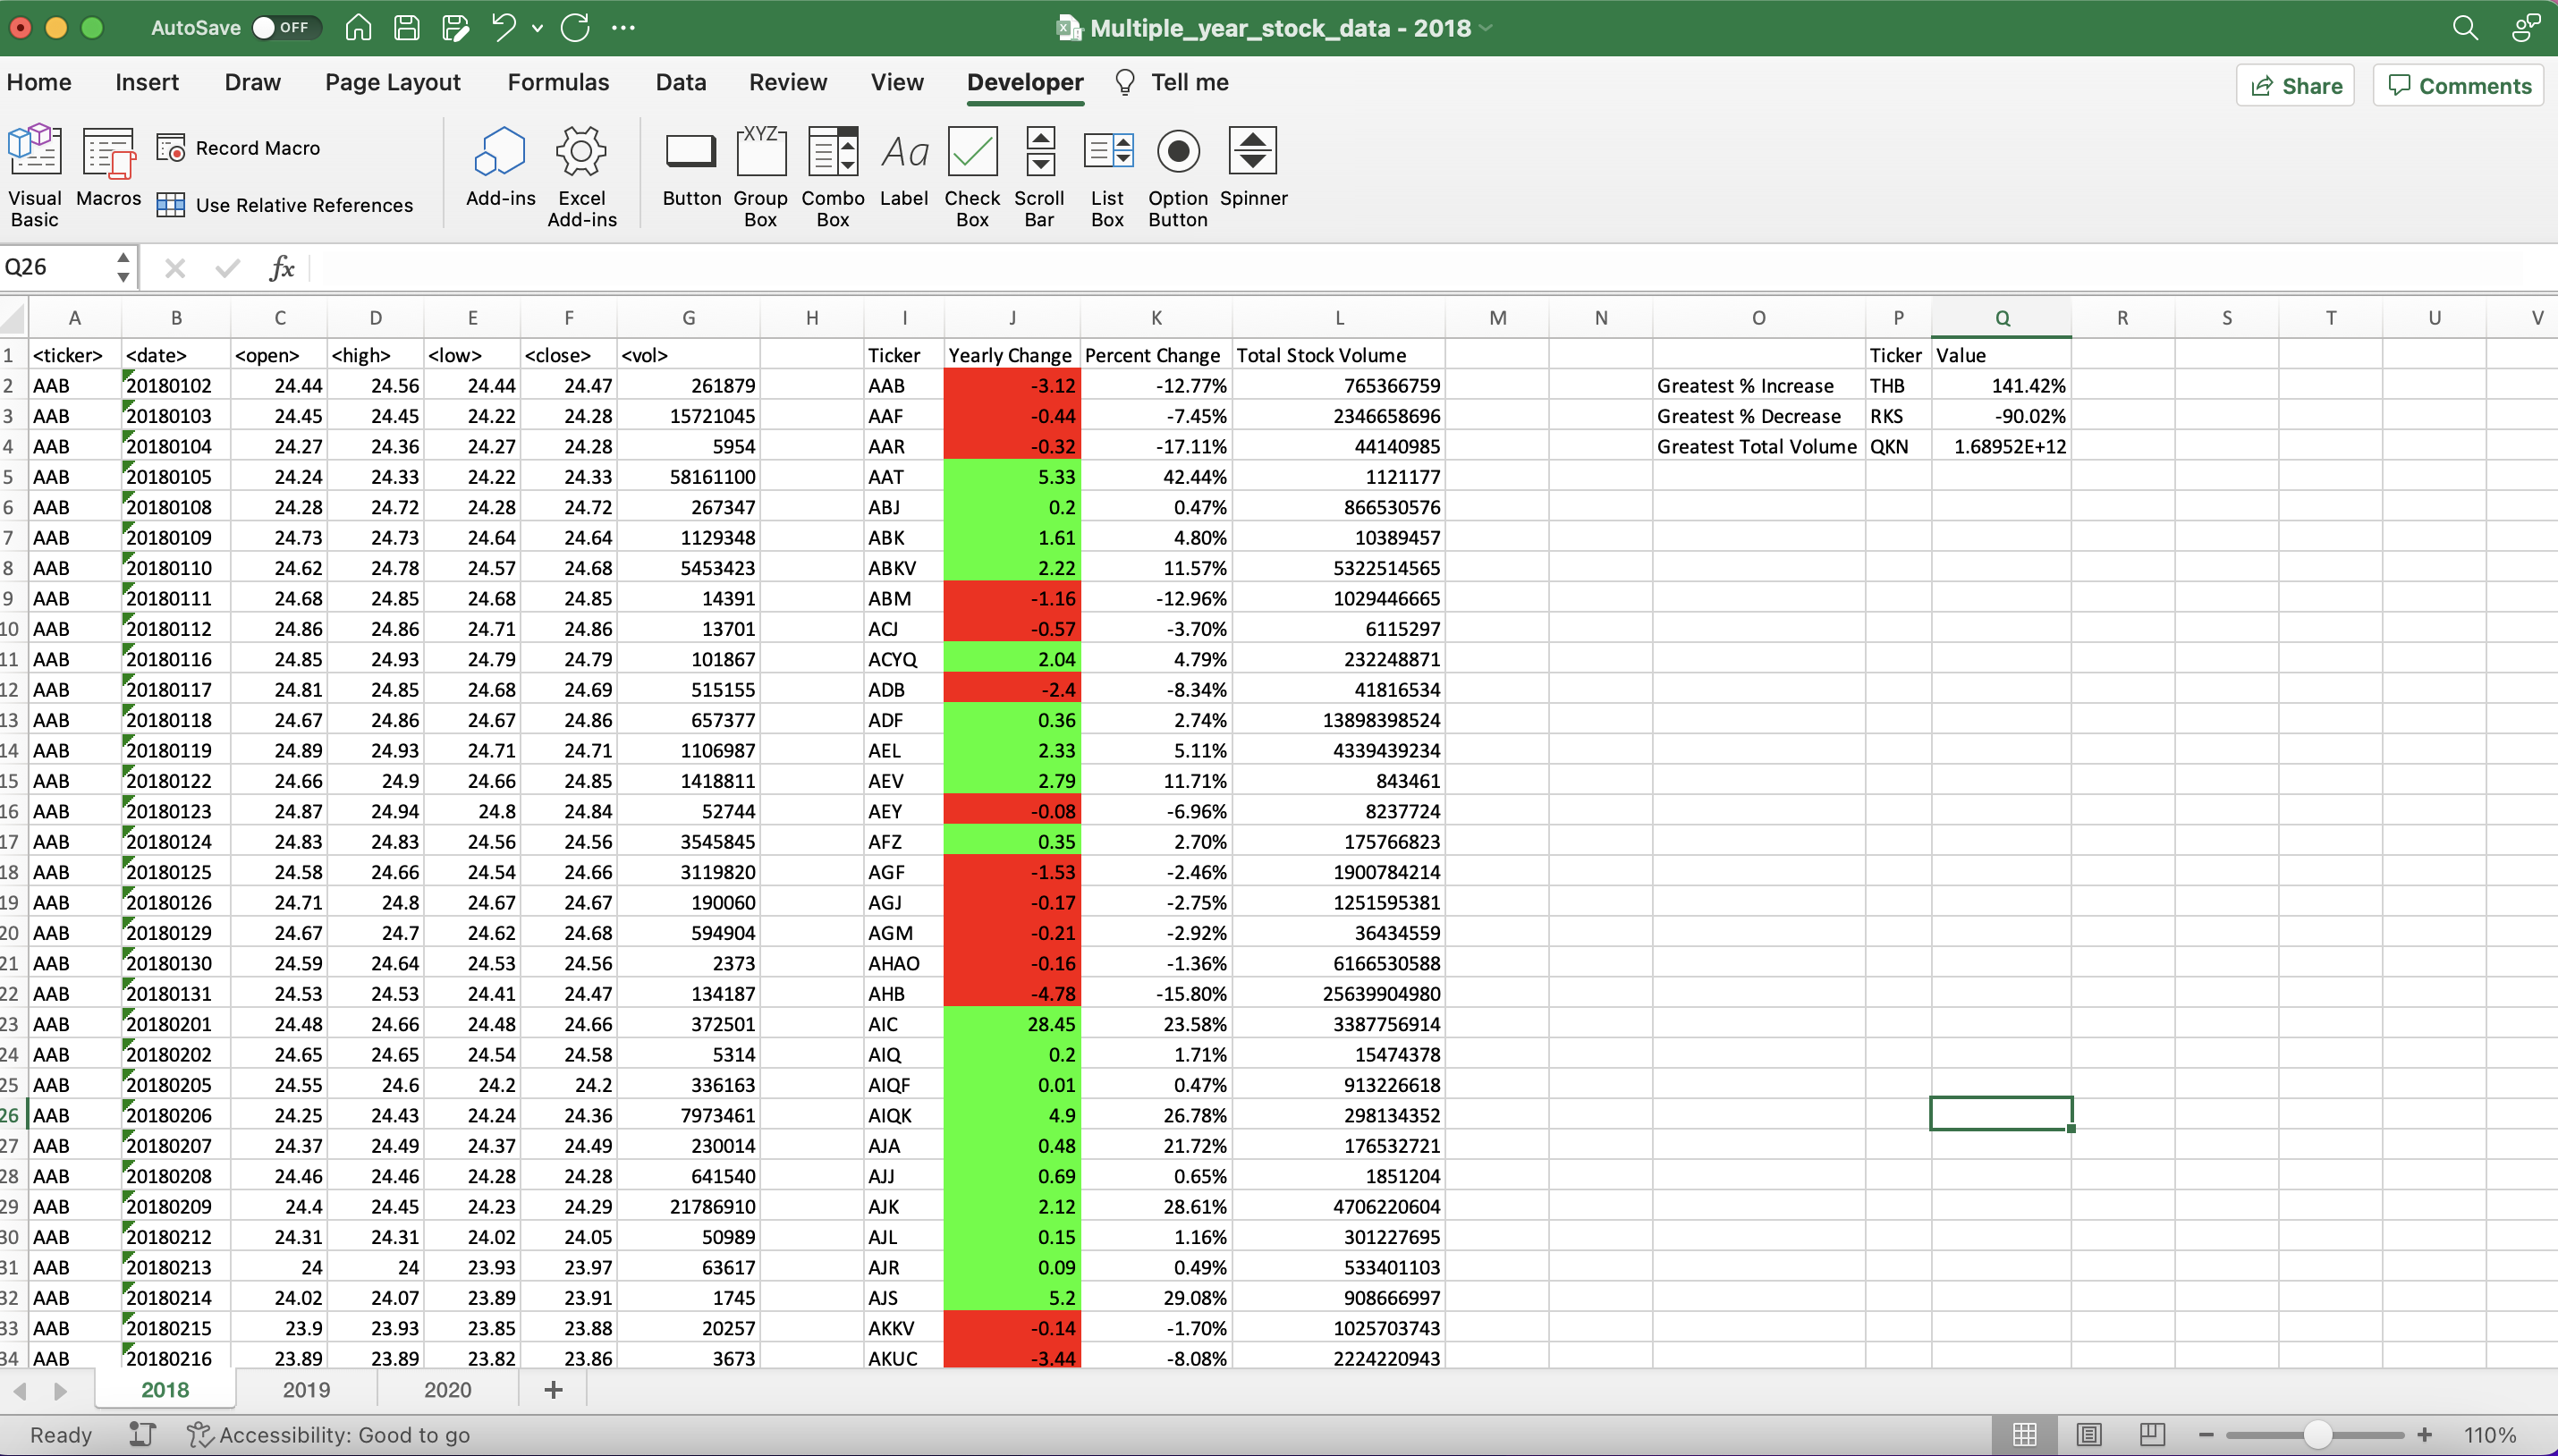 AutoSave OFF Multiple_year_stock_data - 2018
Home Insert Draw Page Layout Formulas Data Review View Developer Tell me Share Comments
Visual Basic Macros Record Macro Use Relative References Add-ins Excel Add-ins Button Group Box Combo Box Label Check Box Scroll Bar List Box Option Button Spinner
XYZ Aa
Q26 fx
A B C D E F G H I J K L M N O P Q R S T U V
1 <ticker> <date> <open> <high> <low> <close> <vol> Ticker Yearly Change Percent Change Total Stock Volume Ticker Value
2 AAB 20180102 24.44 24.56 24.44 24.47 261879 AAB -3.12 -12.77% 765366759 Greatest % Increase THB 141.42%
3 AAB 20180103 24.45 24.45 24.22 24.28 15721045 AAF -0.44 -7.45% 2346658696 Greatest % Decrease RKS -90.02%
4 AAB 20180104 24.27 24.36 24.27 24.28 5954 AAR -0.32 -17.11% 44140985 Greatest Total Volume QKN 1.68952E+12
5 AAB 20180105 24.24 24.33 24.22 24.33 58161100 AAT 5.33 42.44% 1121177
6 AAB 20180108 24.28 24.72 24.28 24.72 267347 ABJ 0.2 0.47% 866530576
7 AAB 20180109 24.73 24.73 24.64 24.64 1129348 ABK 1.61 4.80% 10389457
8 AAB 20180110 24.62 24.78 24.57 24.68 5453423 ABKV 2.22 11.57% 5322514565
9 AAB 20180111 24.68 24.85 24.68 24.85 14391 ABM -1.16 -12.96% 1029446665
10 AAB 20180112 24.86 24.86 24.71 24.86 13701 ACJ -0.57 -3.70% 6115297
11 AAB 20180116 24.85 24.93 24.79 24.79 101867 ACYQ 2.04 4.79% 232248871
12 AAB 20180117 24.81 24.85 24.68 24.69 515155 ADB -2.4 -8.34% 41816534
13 AAB 20180118 24.67 24.86 24.67 24.86 657377 ADF 0.36 2.74% 13898398524
14 AAB 20180119 24.89 24.93 24.71 24.71 1106987 AEL 2.33 5.11% 4339439234
15 AAB 20180122 24.66 24.9 24.66 24.85 1418811 AEV 2.79 11.71% 843461
16 AAB 20180123 24.87 24.94 24.8 24.84 52744 AEY -0.08 -6.96% 8237724
17 AAB 20180124 24.83 24.83 24.56 24.56 3545845 AFZ 0.35 2.70% 175766823
18 AAB 20180125 24.58 24.66 24.54 24.66 3119820 AGF -1.53 -2.46% 1900784214
19 AAB 20180126 24.71 24.8 24.67 24.67 190060 AGJ -0.17 -2.75% 1251595381
20 AAB 20180129 24.67 24.7 24.62 24.68 594904 AGM -0.21 -2.92% 36434559
21 AAB 20180130 24.59 24.64 24.53 24.56 2373 AHAO -0.16 -1.36% 6166530588
22 AAB 20180131 24.53 24.53 24.41 24.47 134187 AHB -4.78 -15.80% 25639904980
23 AAB 20180201 24.48 24.66 24.48 24.66 372501 AIC 28.45 23.58% 3387756914
24 AAB 20180202 24.65 24.65 24.54 24.58 5314 AIQ 0.2 1.71% 15474378
25 AAB 20180205 24.55 24.6 24.2 24.2 336163 AIQF 0.01 0.47% 913226618
26 AAB 20180206 24.25 24.43 24.24 24.36 7973461 AIQK 4.9 26.78% 298134352
27 AAB 20180207 24.37 24.49 24.37 24.49 230014 AJA 0.48 21.72% 176532721
28 AAB 20180208 24.46 24.46 24.28 24.28 641540 AJJ 0.69 0.65% 1851204
29 AAB 20180209 24.4 24.45 24.23 24.29 21786910 AJK 2.12 28.61% 4706220604
30 AAB 20180212 24.31 24.31 24.02 24.05 50989 AJL 0.15 1.16% 301227695
31 AAB 20180213 24 24 23.93 23.97 63617 AJR 0.09 0.49% 533401103
32 AAB 20180214 24.02 24.07 23.89 23.91 1745 AJS 5.2 29.08% 908666997
33 AAB 20180215 23.9 23.93 23.85 23.88 20257 AKKV -0.14 -1.70% 1025703743
34 AAB 20180216 23.89 23.89 23.82 23.86 3673 AKUC -3.44 -8.08% 2224220943
2018 2019 2020 +
Ready Accessibility: Good to go 110%